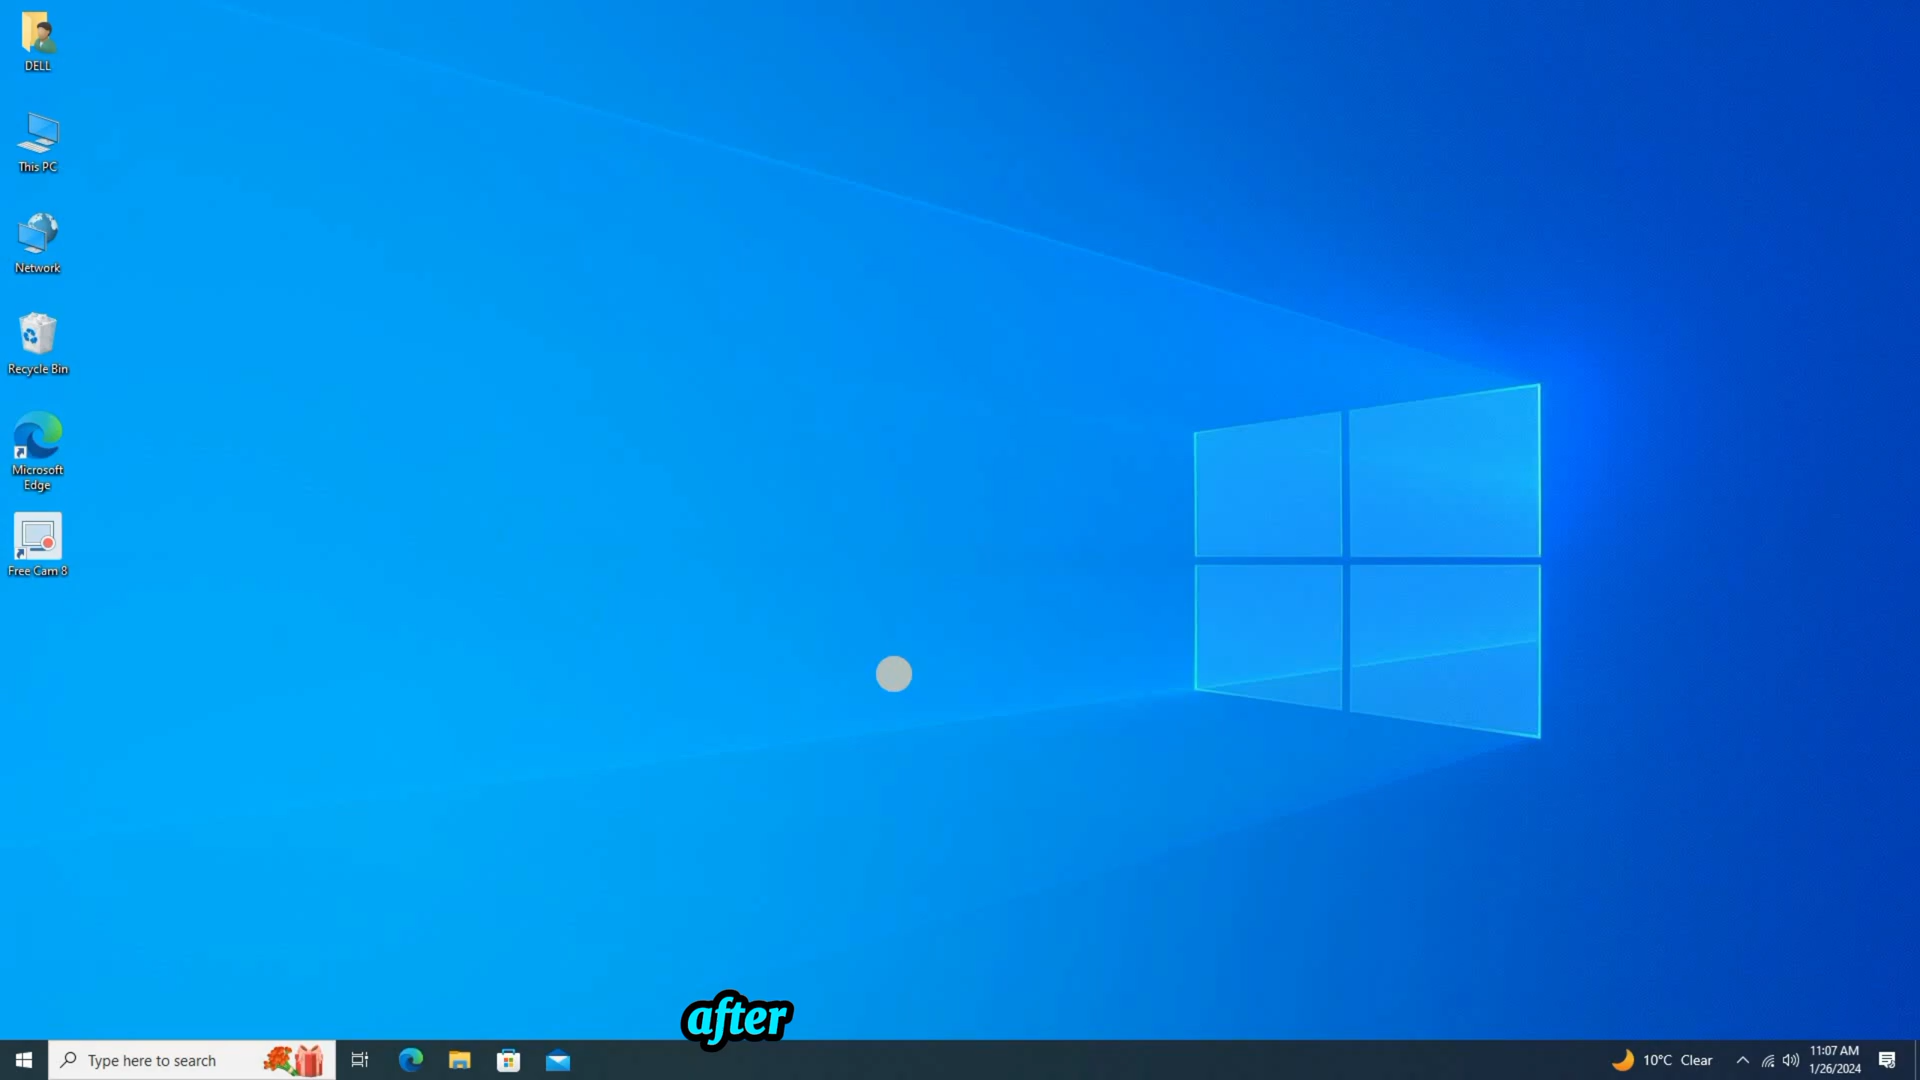 DELL
This PC
Network
Recycle Bin
Microsoft
Edge
Free Cam 8
after
Type here to search
10°C Clear
11:07 AM
1/26/2024